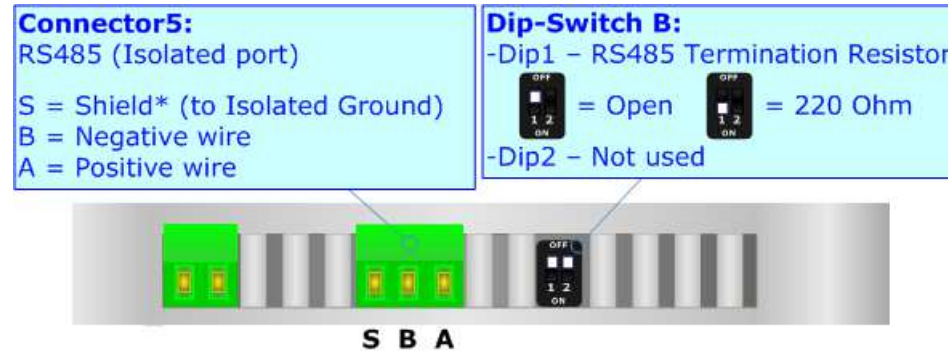 Connector5:
RS485 (Isolated port)
S = Shield* (to Isolated Ground)
B = Negative wire
A = Positive wire
Dip-Switch B:
-Dip1 – RS485 Termination Resistor
OFF
1 2
ON
= Open
OFF
1 2
ON
= 220 Ohm
-Dip2 – Not used
OFF
1 2
ON
S B A